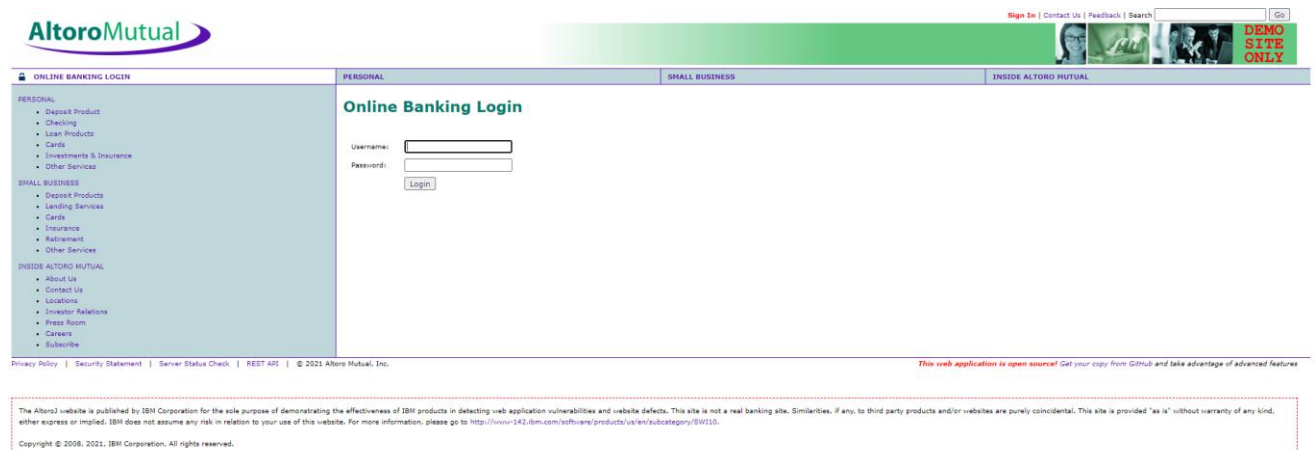 Sign In | Contact Us | Feedback | Search Go
AltoroMutual
DEMO
SITE
ONLY
ONLINE BANKING LOGIN
PERSONAL
SMALL BUSINESS
INSIDE ALTORO MUTUAL
PERSONAL
• Deposit Product
• Checking
• Loan Products
• Cards
• Investments & Insurance
• Other Services
SMALL BUSINESS
• Deposit Products
• Lending Services
• Cards
• Insurance
• Retirement
• Other Services
INSIDE ALTORO MUTUAL
• About Us
• Contact Us
• Locations
• Investor Relations
• Press Room
• Careers
• Subscribe
Online Banking Login
Username:
Password:
Login
Privacy Policy | Security Statement | Server Status Check | REST API | © 2021 Altoro Mutual, Inc.
This web application is open source! Get your copy from GitHub and take advantage of advanced features
The AltoroJ website is published by IBM Corporation for the sole purpose of demonstrating the effectiveness of IBM products in detecting web application vulnerabilities and website defects. This site is not a real banking site. Similarities, if any, to third party products and/or websites are purely coincidental. This site is provided "as is" without warranty of any kind,
either express or implied. IBM does not assume any risk in relation to your use of this website. For more information, please go to http://www-142.ibm.com/software/products/us/en/subcategory/SWI10.
Copyright © 2008, 2021, IBM Corporation, All rights reserved.